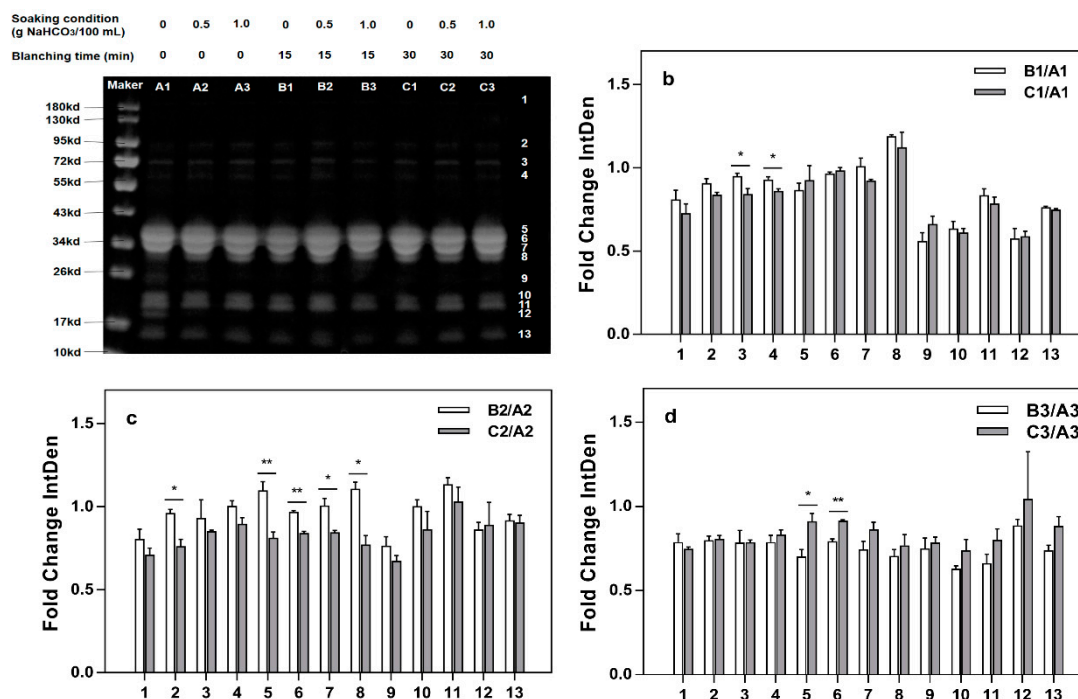 Soaking condition 0 0.5 1.0 0 0.5 1.0 0 0.5 1.0
(g NaHCO₃/100 mL)
Blanching time (min) 0 0 0 15 15 15 30 30 30
Maker A1 A2 A3 B1 B2 B3 C1 C2 C3
180kd
130kd
95kd
72kd
55kd
43kd
34kd
26kd
17kd
10kd
1
2
3
4
5
6
7
8
9
10
11
12
13
b
B1/A1
C1/A1
Fold Change IntDen
1.5
1.0
0.5
0.0
* *
1 2 3 4 5 6 7 8 9 10 11 12 13
c
B2/A2
C2/A2
Fold Change IntDen
1.5
1.0
0.5
0.0
* ** ** * *
1 2 3 4 5 6 7 8 9 10 11 12 13
d
B3/A3
C3/A3
Fold Change IntDen
1.5
1.0
0.5
0.0
* **
1 2 3 4 5 6 7 8 9 10 11 12 13